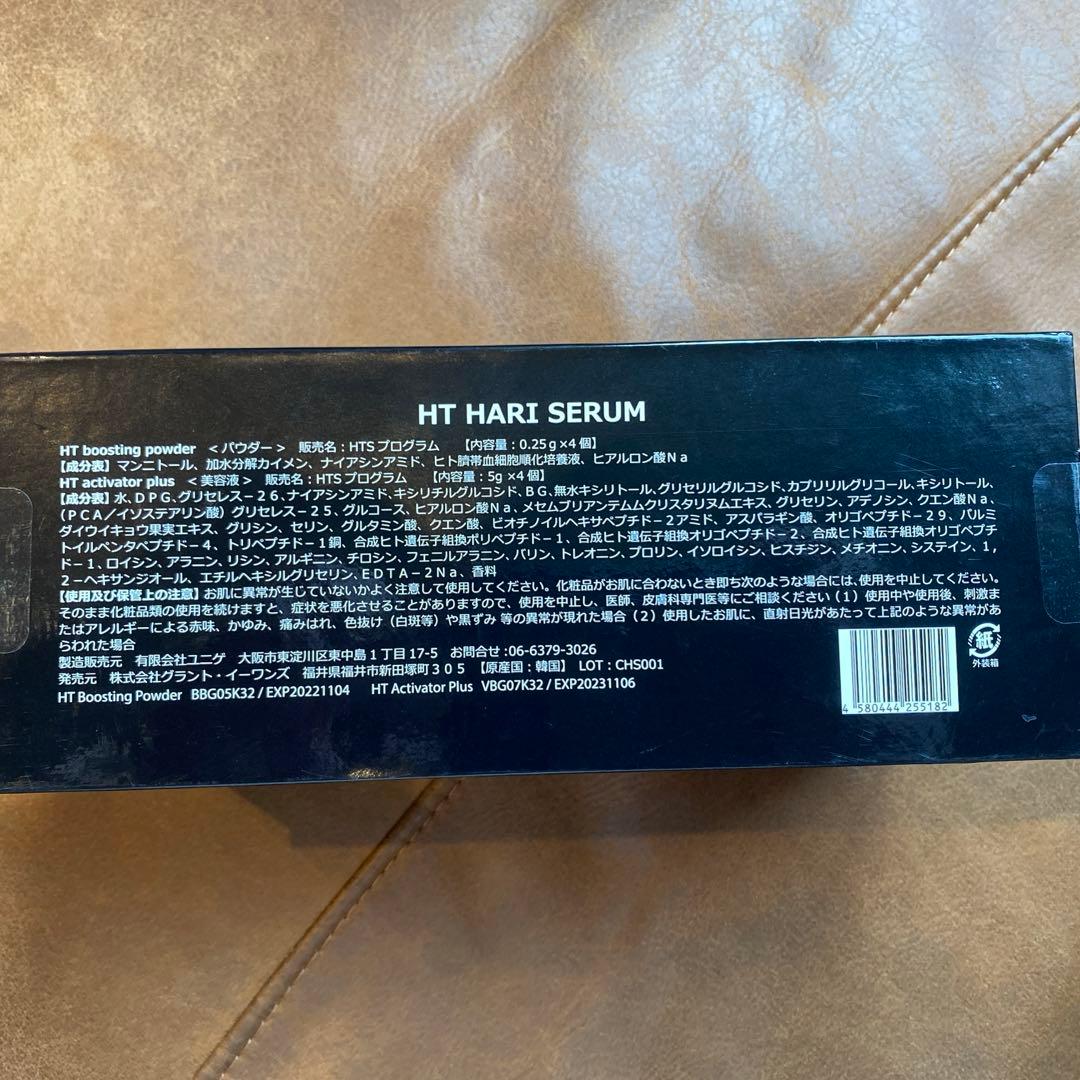 HT HARI SERUM
HT boosting powder ＜パウダー＞ 販売名：HTSプログラム 【内容量：0.25ｇ×4個】
【成分表】マンニトール、加水分解カイメン、ナイアシンアミド、ヒト臍帯血細胞順化培養液、ヒアルロン酸Ｎａ
HT activator plus ＜美容液＞ 販売名：HTSプログラム 【内容量：5g×4個】
【成分表】水、ＤＰＧ、グリセレス－２６、ナイアシンアミド、キシリチルグルコシド、ＢＧ、無水キシリトール、グリセリルグルコシド、カプリリルグリコール、キシリトール、
（ＰＣＡ／イソステアリン酸）グリセレス－２５、グルコース、ヒアルロン酸Ｎａ、メセムブリアンテムムクリスタリヌムエキス、グリセリン、アデノシン、クエン酸Ｎａ、
ダイウイキョウ果実エキス、グリシン、セリン、グルタミン酸、クエン酸、ビオチノイルヘキサペプチド－２アミド、アスパラギン酸、オリゴペプチド－２９、パルミ
トイルペンタペプチド－４、トリペプチド－１銅、合成ヒト遺伝子組換ポリペプチド－１、合成ヒト遺伝子組換オリゴペプチド－２、合成ヒト遺伝子組換オリゴペプチ
ド－１、ロイシン、アラニン、リシン、アルギニン、チロシン、フェニルアラニン、バリン、トレオニン、プロリン、イソロイシン、ヒスチジン、メチオニン、システイン、１,
２－ヘキサンジオール、エチルヘキシルグリセリン、ＥＤＴＡ－２Ｎａ、香料
【使用及び保管上の注意】お肌に異常が生じていないかよく注意して使用してください。化粧品がお肌に合わないとき即ち次のような場合には、使用を中止してください。
そのまま化粧品類の使用を続けますと、症状を悪化させることがありますので、使用を中止し、医師、皮膚科専門医等にご相談ください（１）使用中や使用後、刺激ま
たはアレルギーによる赤味、かゆみ、痛みはれ、色抜け（白斑等）や黒ずみ 等の異常が現れた場合（２）使用したお肌に、直射日光があたって上記のような異常があ
らわれた場合
製造販売元 有限会社ユニゲ 大阪市東淀川区東中島１丁目17-5 お問合せ：06-6379-3026
発売元 株式会社グラント・イーワンズ 福井県福井市新田塚町３０５ 【原産国：韓国】 LOT：CHS001
HT Boosting Powder BBG05K32 / EXP20221104 HT Activator Plus VBG07K32 / EXP20231106
4 580444 255182
紙
外装箱